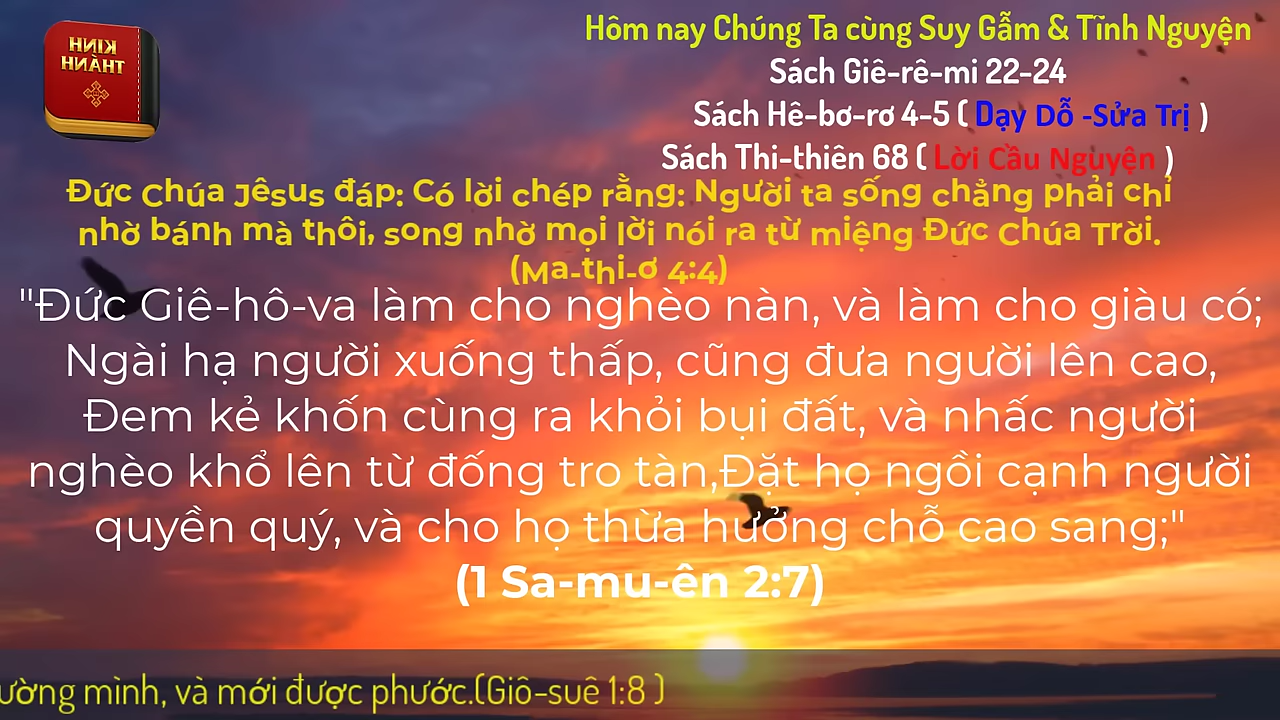 KINH
THÀNH
Hôm nay Chúng Ta cùng Suy Gẫm & Tĩnh Nguyện
Sách Giê-rê-mi 22-24
Sách Hê-bơ-rơ 4-5 ( Dạy Dỗ -Sửa Trị )
Sách Thi-thiên 68 ( Lời Cầu Nguyện )
Đức Chúa Jêsus đáp: Có lời chép rằng: Người ta sống chẳng phải chỉ
nhờ bánh mà thôi, song nhờ mọi lời nói ra từ miệng Đức Chúa Trời.
(Ma-thi-ơ 4:4)
"Đức Giê-hô-va làm cho nghèo nàn, và làm cho giàu có;
Ngài hạ người xuống thấp, cũng đưa người lên cao,
Đem kẻ khốn cùng ra khỏi bụi đất, và nhấc người
nghèo khổ lên từ đống tro tàn,Đặt họ ngồi cạnh người
quyền quý, và cho họ thừa hưởng chỗ cao sang;"
(1 Sa-mu-ên 2:7)
ường mình, và mới được phước.(Giô-suê 1:8 )